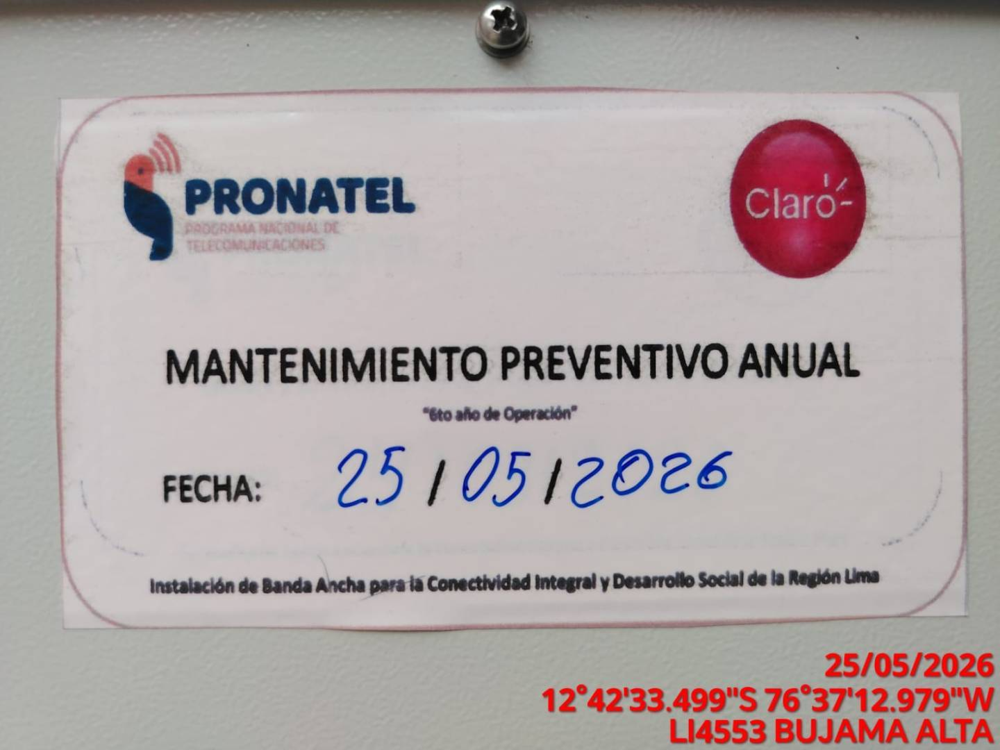 PRONATEL
PROGRAMA NACIONAL DE
TELECOMUNICACIONES
Claro
MANTENIMIENTO PREVENTIVO ANUAL
"6to año de Operación"
FECHA: 25/05/2026
Instalación de Banda Ancha para la Conectividad Integral y Desarrollo Social de la Región Lima
25/05/2026
12°42'33.499"S 76°37'12.979"W
LI4553 BUJAMA ALTA